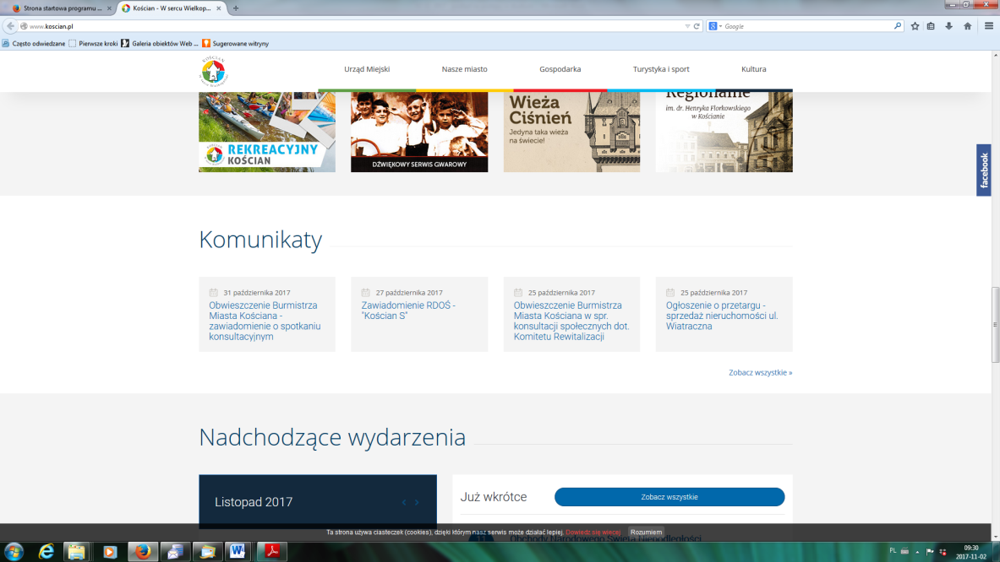 Strona startowa programu ...
Kościan - W sercu Wielkop...
www.koscian.pl
Google
Często odwiedzane
Pierwsze kroki
Galeria obiektów Web ...
Sugerowane witryny
KOŚCIAN
Urząd Miejski
Nasze miasto
Gospodarka
Turystyka i sport
Kultura
REKREACYJNY
KOŚCIAN
DŹWIĘKOWY SERWIS GWAROWY
Wieża
Ciśnień
Jedyna taka wieża
na świecie!
Regionalne
im. dr. Henryka Florkowskiego
w Kościanie
facebook
Komunikaty
31 października 2017
Obwieszczenie Burmistrza
Miasta Kościana -
zawiadomienie o spotkaniu
konsultacyjnym
27 października 2017
Zawiadomienie RDOŚ -
"Kościan S"
25 października 2017
Obwieszczenie Burmistrza
Miasta Kościana w spr.
konsultacji społecznych dot.
Komitetu Rewitalizacji
25 października 2017
Ogłoszenie o przetargu -
sprzedaż nieruchomości ul.
Wiatraczna
Zobacz wszystkie »
Nadchodzące wydarzenia
Listopad 2017
Już wkrótce
Zobacz wszystkie
11
Obchody Narodowego Święta Niepodległości
Ta strona używa ciasteczek (cookies), dzięki którym nasz serwis może działać lepiej. Dowiedz się więcej
Rozumiem
PL
09:30
2017-11-02